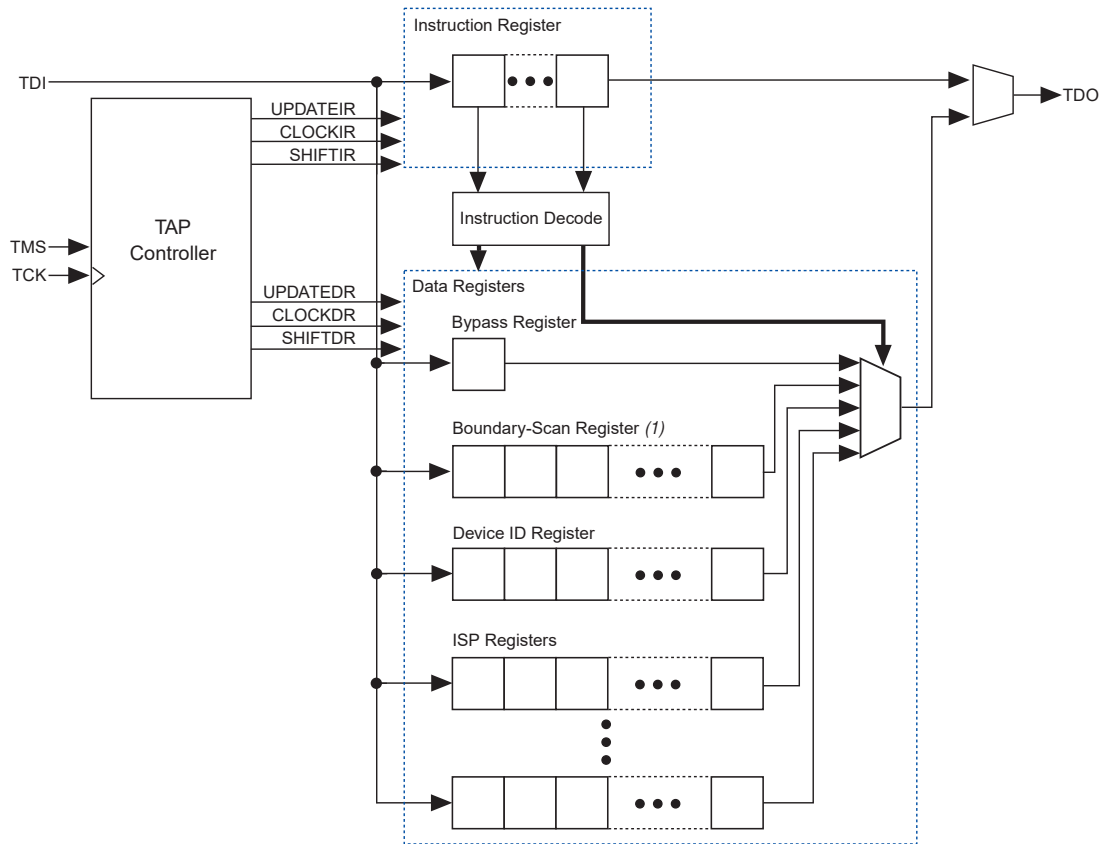 Instruction Register
TDI
TDO
UPDATEIR
CLOCKIR
SHIFTIR
TAP
Controller
Instruction Decode
TMS
TCK
Data Registers
UPDATEDR
CLOCKDR
SHIFTDR
Bypass Register
Boundary-Scan Register (1)
Device ID Register
ISP Registers